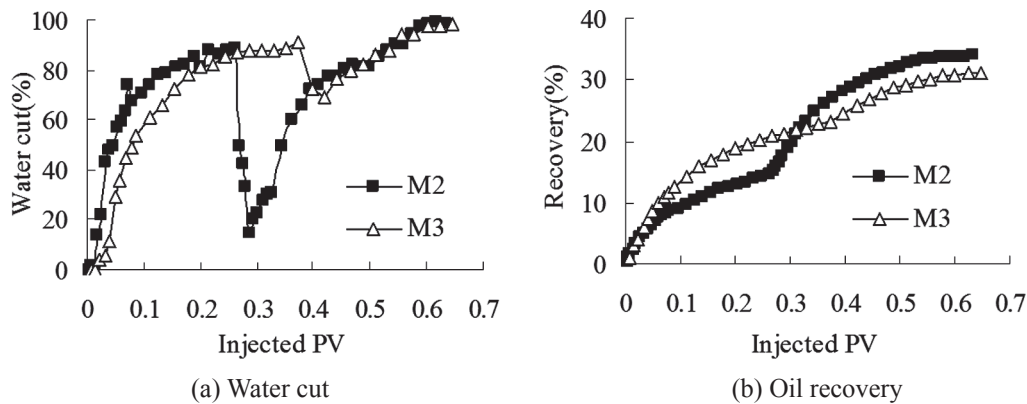 Water cut(%)
100
80
60
40
20
0
M2
M3
0 0.1 0.2 0.3 0.4 0.5 0.6 0.7
Injected PV
(a) Water cut
Recovery(%)
40
30
20
10
0
M2
M3
0 0.1 0.2 0.3 0.4 0.5 0.6 0.7
Injected PV
(b) Oil recovery